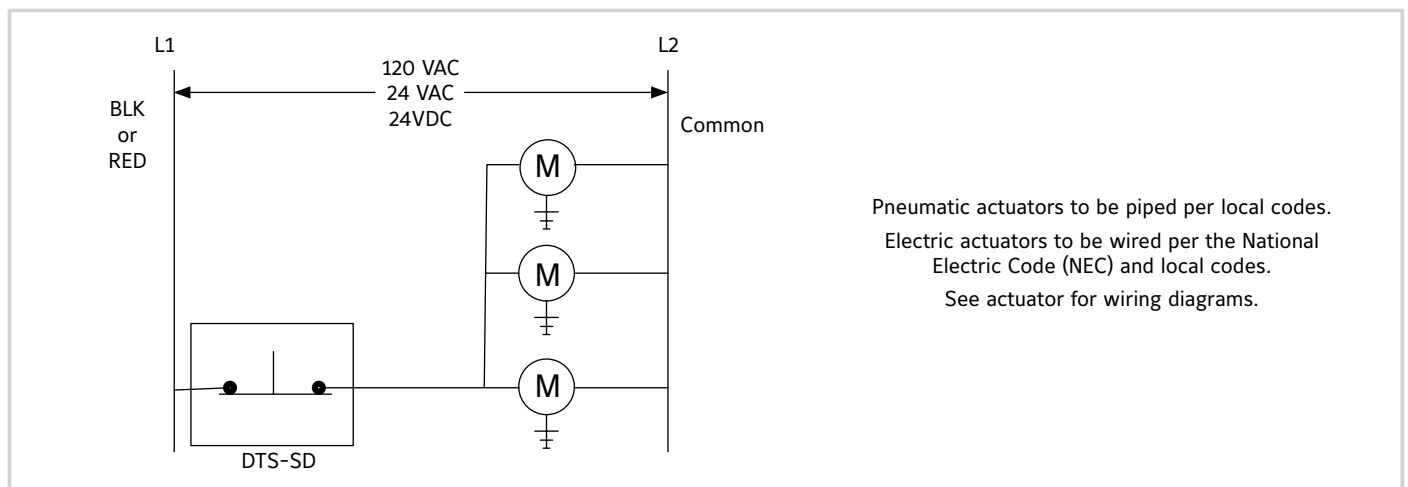 L1
L2
120 VAC
24 VAC
24VDC
BLK
or
RED
Common
M
M
M
DTS-SD
Pneumatic actuators to be piped per local codes.
Electric actuators to be wired per the National
Electric Code (NEC) and local codes.
See actuator for wiring diagrams.